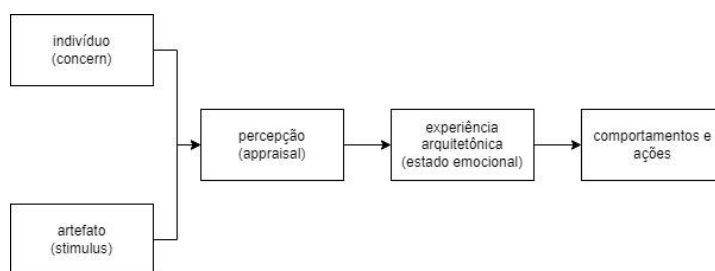 indivíduo
(concern)
artefato
(stimulus)
percepção
(appraisal)
experiência
arquitetônica
(estado emocional)
comportamentos e
ações